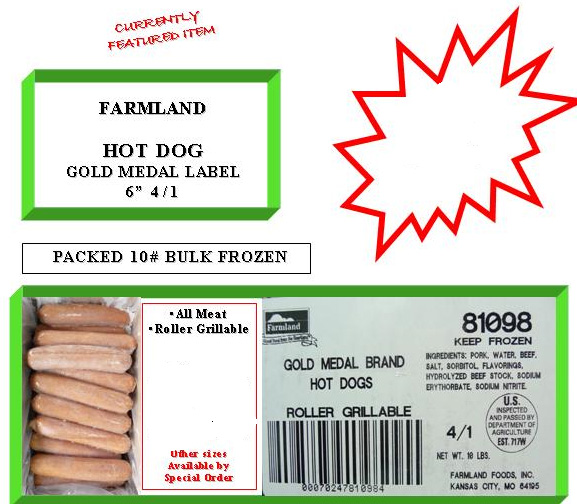 CURRENTLY
FEATURED ITEM
FARMLAND
HOT DOG
GOLD MEDAL LABEL
6” 4/1
PACKED 10# BULK FROZEN
•All Meat
•Roller Grillable
Other sizes
Available by
Special Order
Farmland
GOLD MEDAL BRAND
HOT DOGS
ROLLER GRILLABLE
00070247810984
81098
KEEP FROZEN
INGREDIENTS: PORK, WATER, BEEF,
SALT, SORBITOL, FLAVORINGS,
HYDROLYZED BEEF STOCK, SODIUM
ERYTHORBATE, SODIUM NITRITE.
4/1
U.S.
INSPECTED
AND PASSED BY
DEPARTMENT OF
AGRICULTURE
EST. 717W
NET WT. 10 LBS.
FARMLAND FOODS, INC.
KANSAS CITY, MO 64195